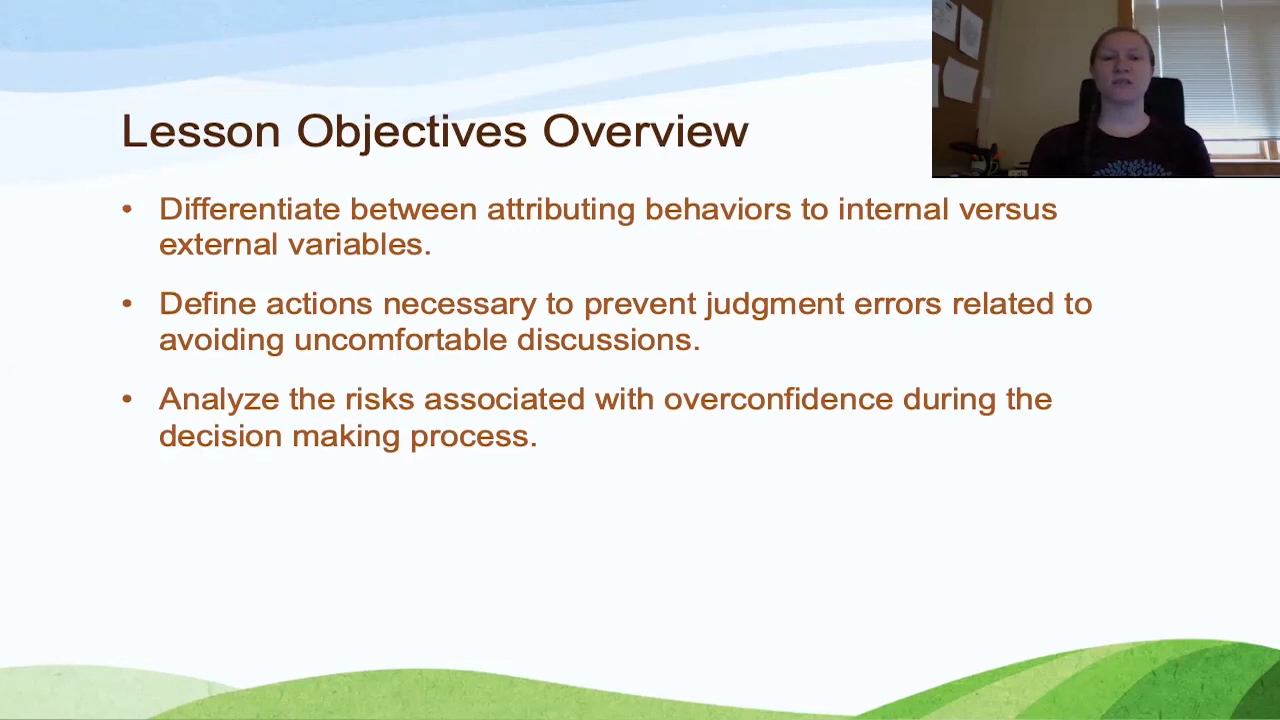 Lesson Objectives Overview
• Differentiate between attributing behaviors to internal versus
external variables.
• Define actions necessary to prevent judgment errors related to
avoiding uncomfortable discussions.
• Analyze the risks associated with overconfidence during the
decision making process.